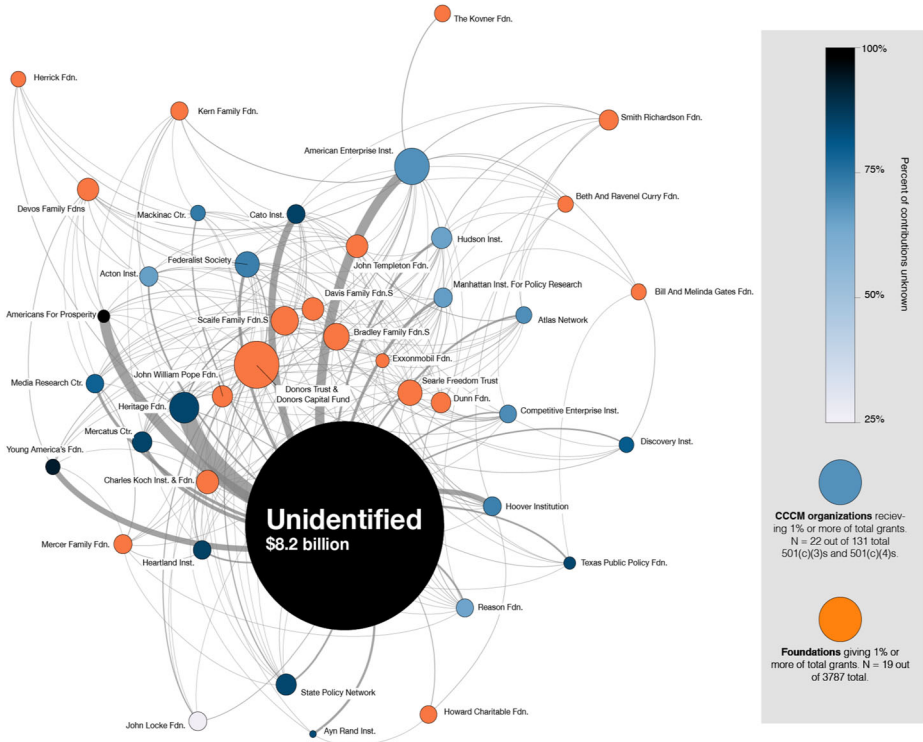 The Kovner Fdn.
Herrick Fdn.
Kern Family Fdn.
Smith Richardson Fdn.
American Enterprise Inst.
Devos Family Fdns
Beth And Ravenel Curry Fdn.
Mackinac Ctr.
Cato Inst.
Hudson Inst.
Federalist Society
John Templeton Fdn.
Acton Inst.
Manhattan Inst. For Policy Research
Bill And Melinda Gates Fdn.
Davis Family Fdn.S
Americans For Prosperity
Scaife Family Fdn.S
Bradley Family Fdn.S
Atlas Network
Exxonmobil Fdn.
John William Pope Fdn.
Media Research Ctr.
Donors Trust &
Donors Capital Fund
Searle Freedom Trust
Dunn Fdn.
Heritage Fdn.
Competitive Enterprise Inst.
Mercatus Ctr.
Discovery Inst.
Young America's Fdn.
Charles Koch Inst. & Fdn.
Unidentified
$8.2 billion
Hoover Institution
Mercer Family Fdn.
Heartland Inst.
Texas Public Policy Fdn.
Reason Fdn.
State Policy Network
John Locke Fdn.
Ayn Rand Inst.
Howard Charitable Fdn.
100%
75%
50%
25%
Percent of contributions unknown
CCCM organizations reciev-
ing 1% or more of total grants.
N = 22 out of 131 total
501(c)(3)s and 501(c)(4)s.
Foundations giving 1% or
more of total grants. N = 19 out
of 3787 total.